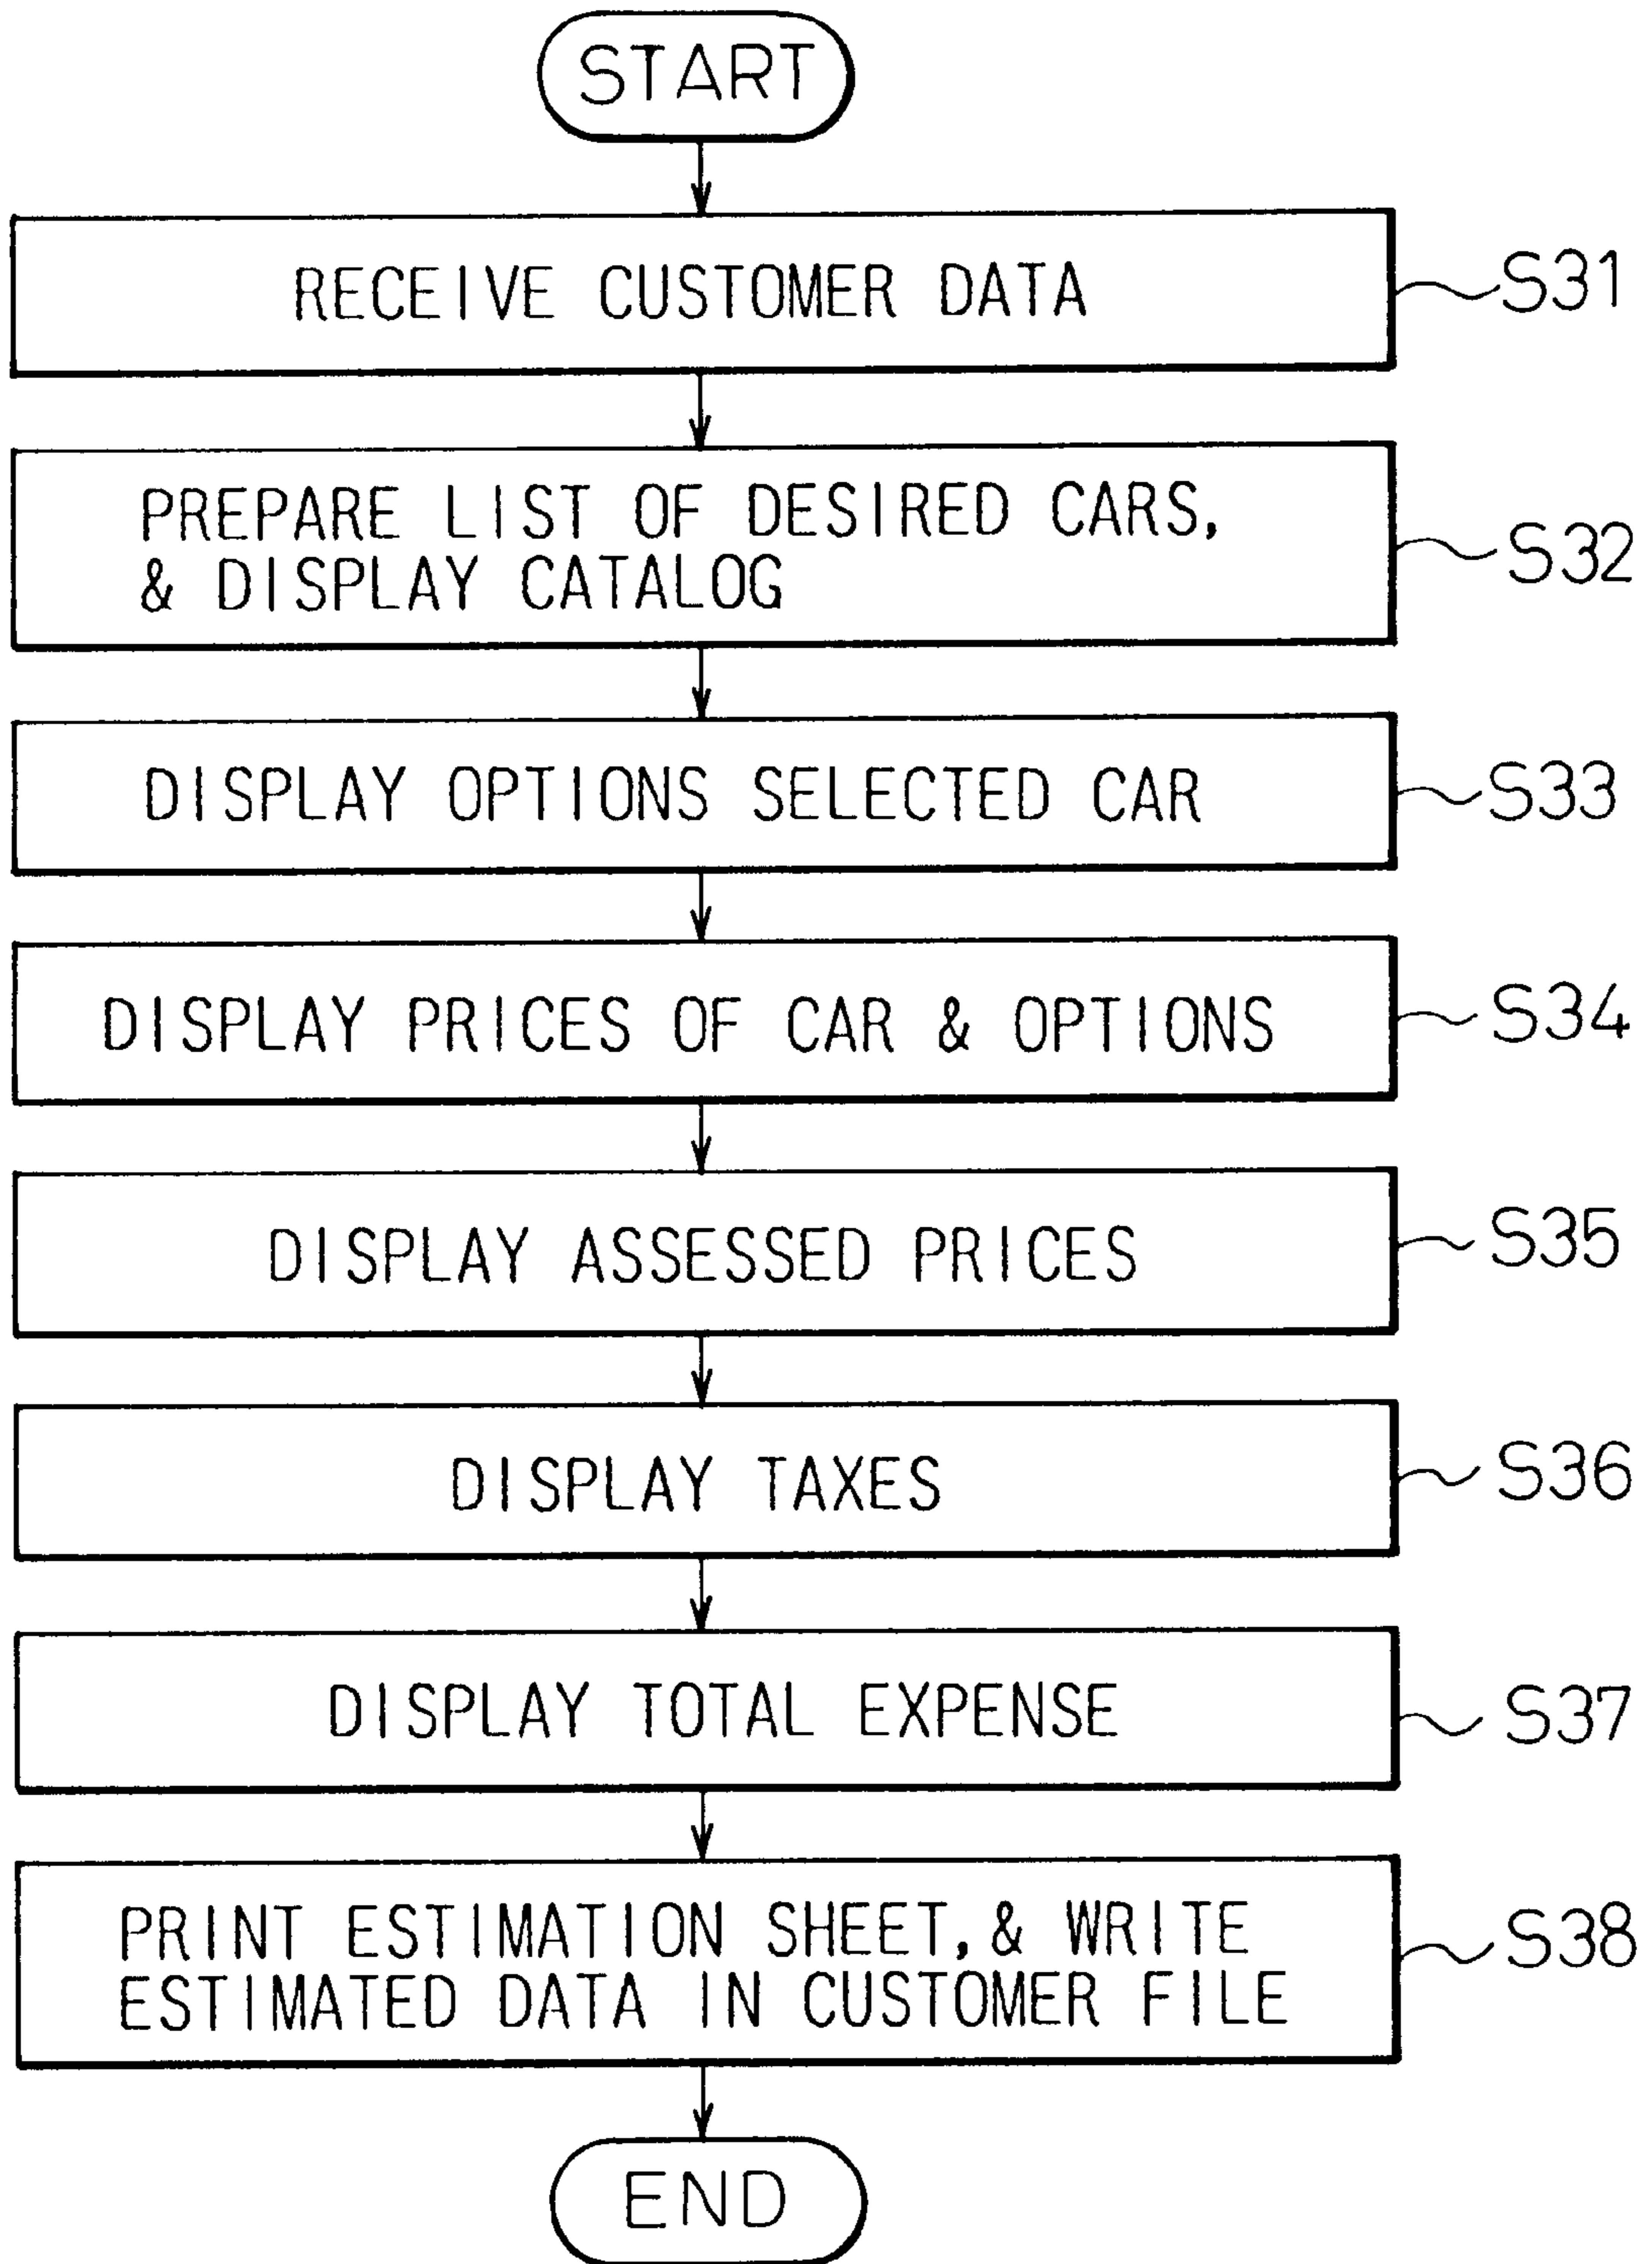 START
RECEIVE CUSTOMER DATA
S31
PREPARE LIST OF DESIRED CARS,
& DISPLAY CATALOG
S32
DISPLAY OPTIONS SELECTED CAR
S33
DISPLAY PRICES OF CAR & OPTIONS
S34
DISPLAY ASSESSED PRICES
S35
DISPLAY TAXES
S36
DISPLAY TOTAL EXPENSE
S37
PRINT ESTIMATION SHEET, & WRITE
ESTIMATED DATA IN CUSTOMER FILE
S38
END